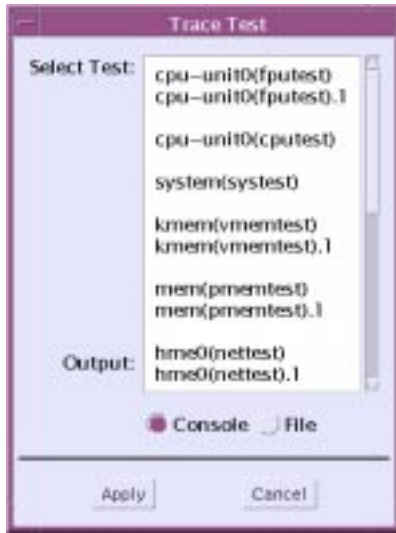 Trace Test
Select Test:
cpu-unit0(fputest)
cpu-unit0(fputest).1
cpu-unit0(cputest)
system(systest)
kmem(vmemtest)
kmem(vmemtest).1
mem(pmemtest)
mem(pmemtest).1
hme0(nettest)
hme0(nettest).1
Output:
Console
File
Apply
Cancel